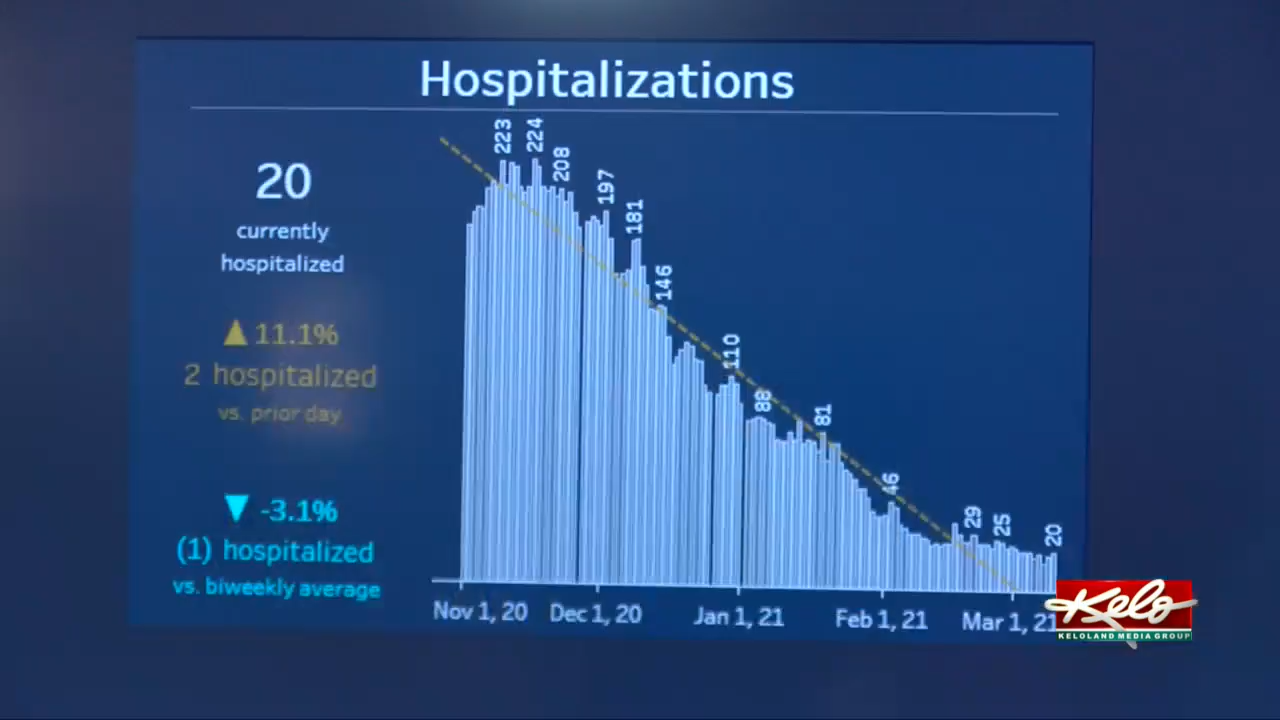 Hospitalizations
20
currently
hospitalized
▲ 11.1%
2 hospitalized
vs. prior day
▼ -3.1%
(1) hospitalized
vs. biweekly average
223
224
208
197
181
146
110
88
81
46
29
25
20
Nov 1, 20 Dec 1, 20 Jan 1, 21 Feb 1, 21 Mar 1, 21
Kelo
KELOLAND MEDIA GROUP